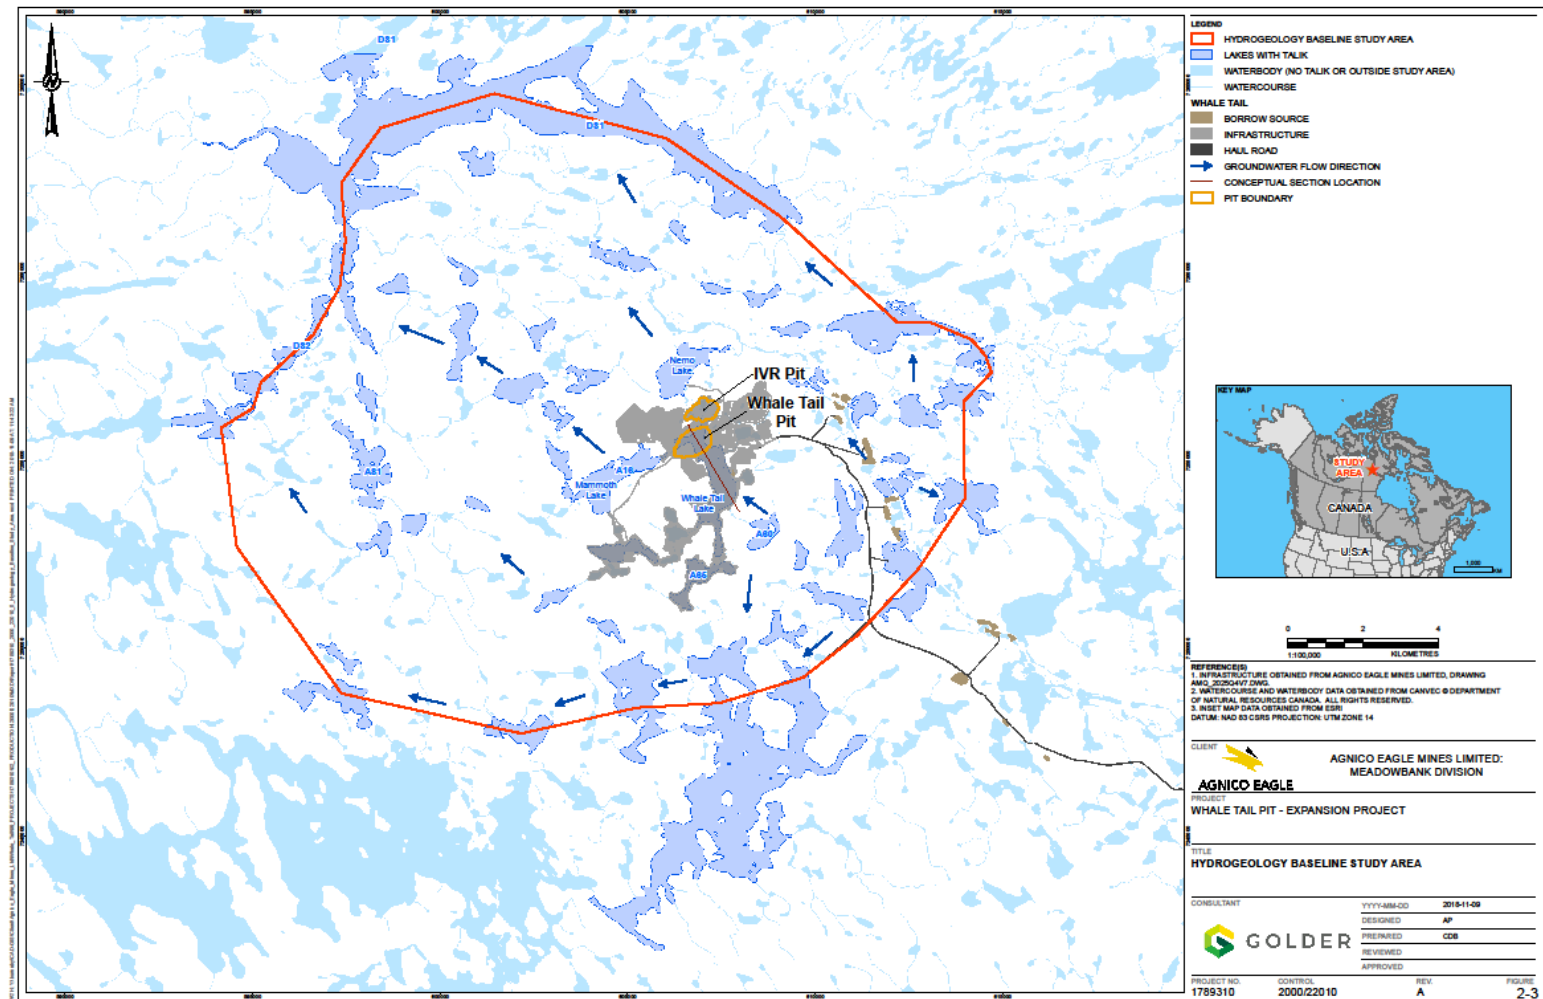 D81
D81
D82
Nemo
Lake
IVR Pit
Whale Tail
Pit
A81
A16
Mammoth
Lake
Whale Tail
Lake
A60
A65
LEGEND
HYDROGEOLOGY BASELINE STUDY AREA
LAKES WITH TALIK
WATERBODY (NO TALIK OR OUTSIDE STUDY AREA)
WATERCOURSE
WHALE TAIL
BORROW SOURCE
INFRASTRUCTURE
HAUL ROAD
GROUNDWATER FLOW DIRECTION
CONCEPTUAL SECTION LOCATION
PIT BOUNDARY
KEY MAP
STUDY
AREA
CANADA
U.S.A
1,000
KM
0 2 4
1:100,000 KILOMETRES
REFERENCE(S)
1. INFRASTRUCTURE OBTAINED FROM AGNICO EAGLE MINES LIMITED, DRAWING
2. WATERCOURSE AND WATERBODY DATA OBTAINED FROM CANVEC © DEPARTMENT
OF NATURAL RESOURCES CANADA. ALL RIGHTS RESERVED.
3. INSET MAP DATA OBTAINED FROM ESRI
DATUM: NAD 83 CSRS PROJECTION: UTM ZONE 14
CLIENT
AGNICO EAGLE
AGNICO EAGLE MINES LIMITED:
MEADOWBANK DIVISION
PROJECT
WHALE TAIL PIT - EXPANSION PROJECT
TITLE
HYDROGEOLOGY BASELINE STUDY AREA
CONSULTANT
GOLDER
YYYY-MM-DD 2018-11-09
DESIGNED AP
PREPARED CDB
REVIEWED
APPROVED
PROJECT NO. CONTROL REV. FIGURE
1789310 2000/22010 A 2-3